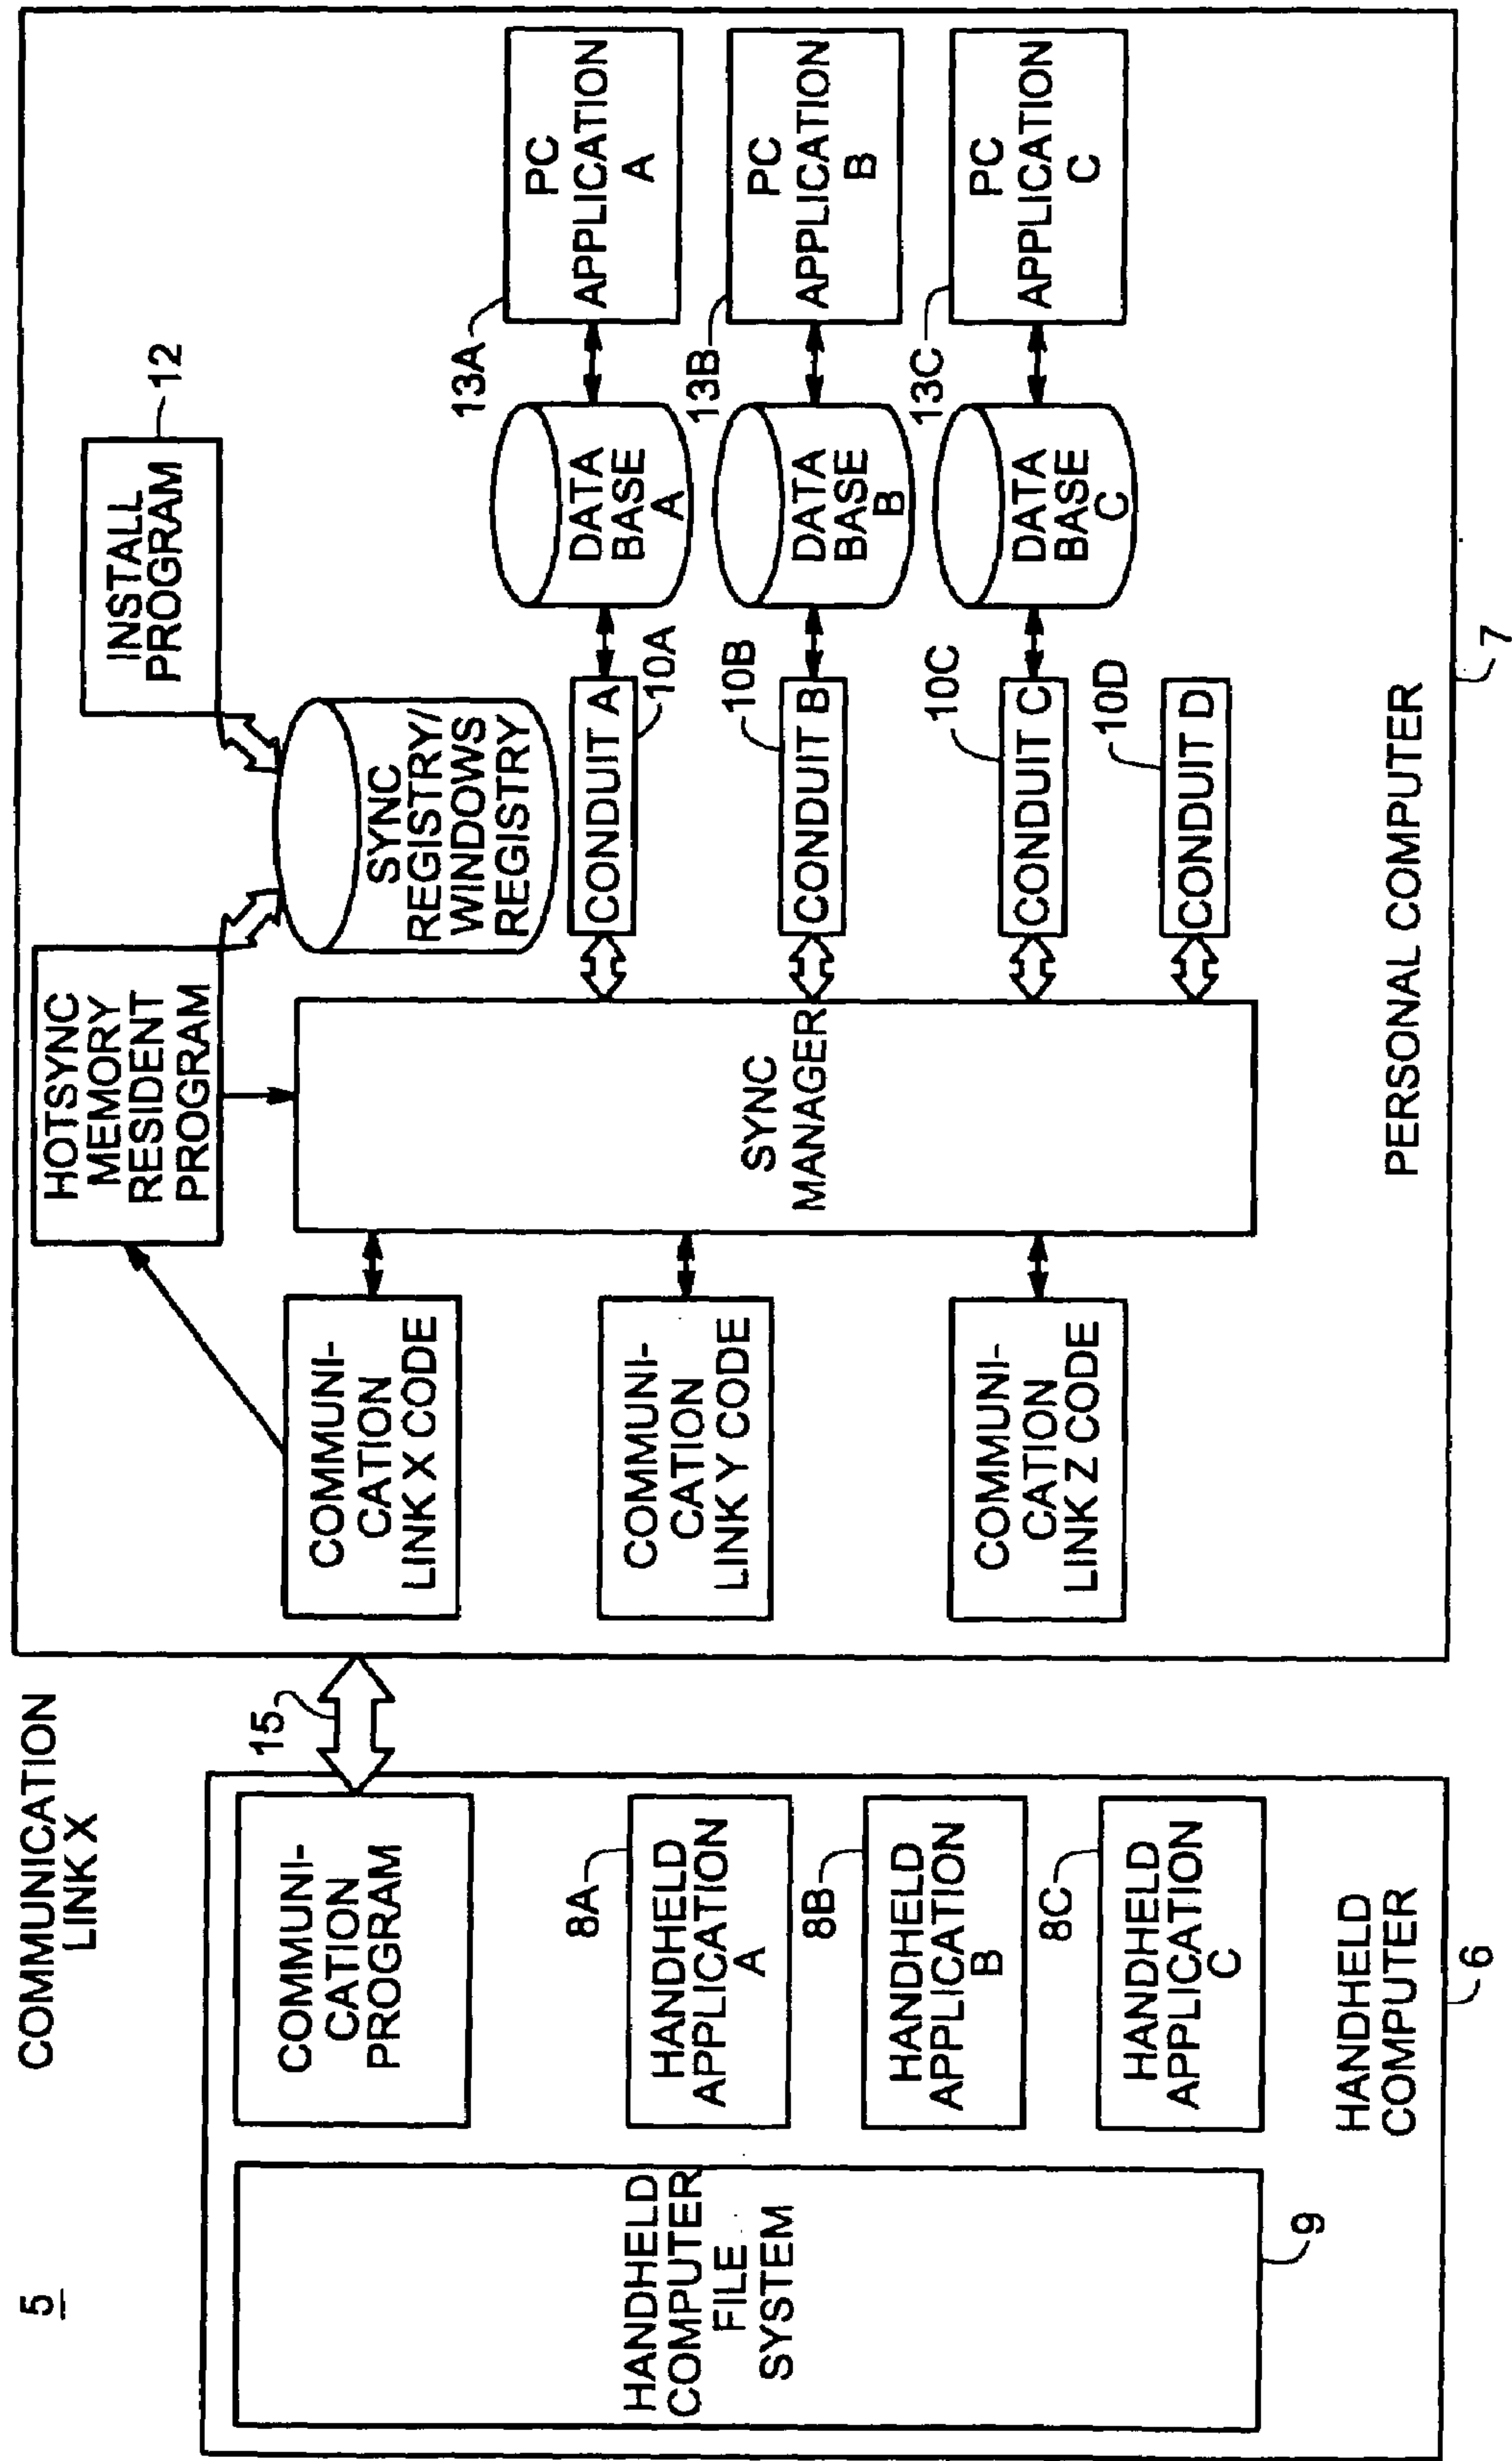 5
COMMUNICATION
LINK X
15
HANDHELD
COMPUTER
FILE
SYSTEM
9
COMMUNI-
CATION
PROGRAM
8A
HANDHELD
APPLICATION
A
8B
HANDHELD
APPLICATION
B
8C
HANDHELD
APPLICATION
C
HANDHELD
COMPUTER
6
COMMUNI-
CATION
LINK X CODE
COMMUNI-
CATION
LINK Y CODE
COMMUNI-
CATION
LINK Z CODE
HOTSYNC
MEMORY
RESIDENT
PROGRAM
SYNC
MANAGER
INSTALL
PROGRAM
12
SYNC
REGISTRY/
WINDOWS
REGISTRY
CONDUIT A
10A
CONDUIT B
10B
CONDUIT C
10C
CONDUIT D
10D
DATA
BASE
A
DATA
BASE
B
DATA
BASE
C
13A
PC
APPLICATION
A
13B
PC
APPLICATION
B
13C
PC
APPLICATION
C
PERSONAL COMPUTER
7